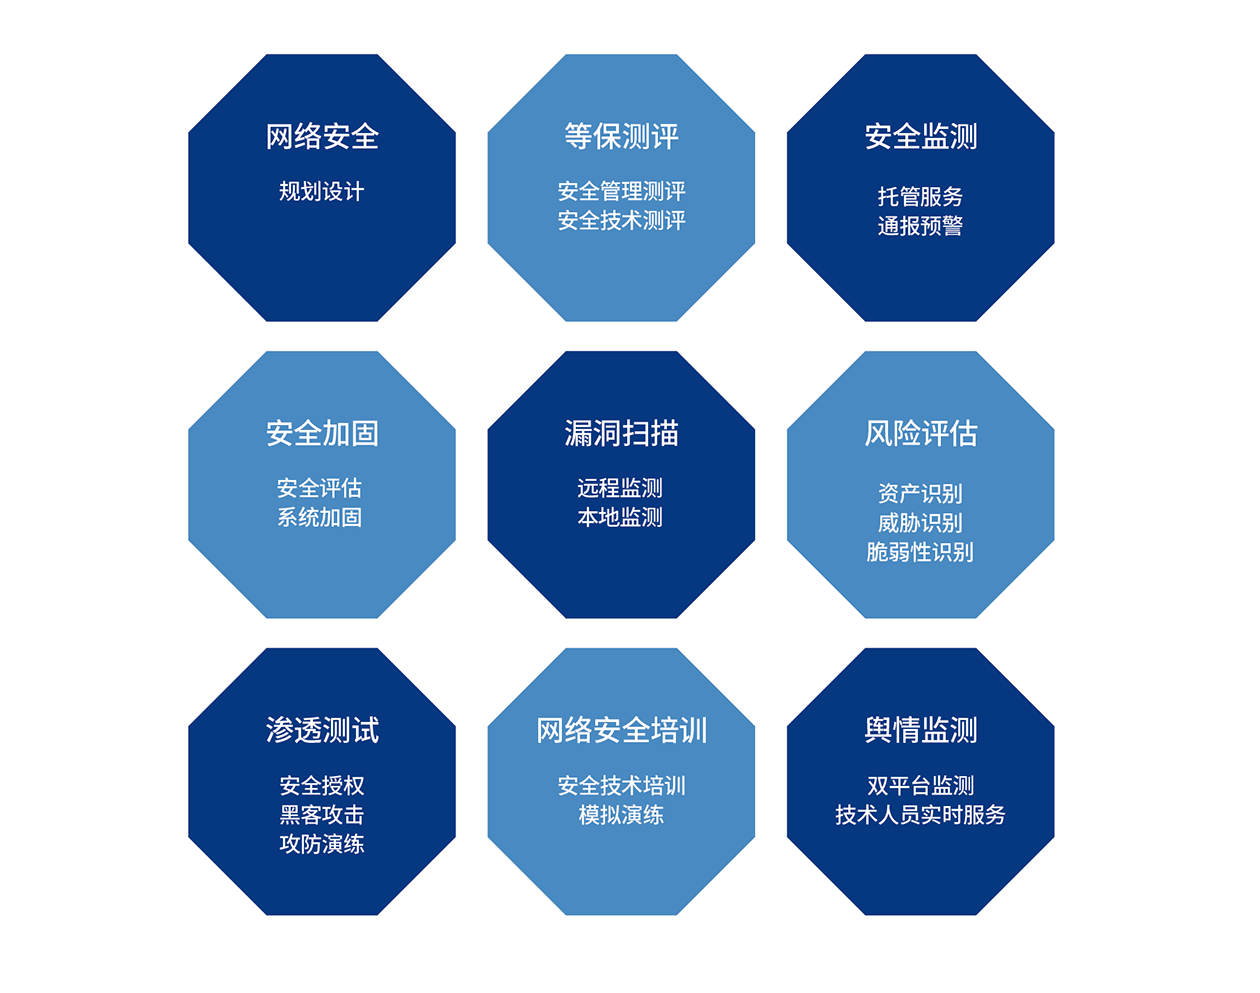 网络安全
规划设计
等保测评
安全管理测评
安全技术测评
安全监测
托管服务
通报预警
安全加固
安全评估
系统加固
漏洞扫描
远程监测
本地监测
风险评估
资产识别
威胁识别
脆弱性识别
渗透测试
安全授权
黑客攻击
攻防演练
网络安全培训
安全技术培训
模拟演练
舆情监测
双平台监测
技术人员实时服务